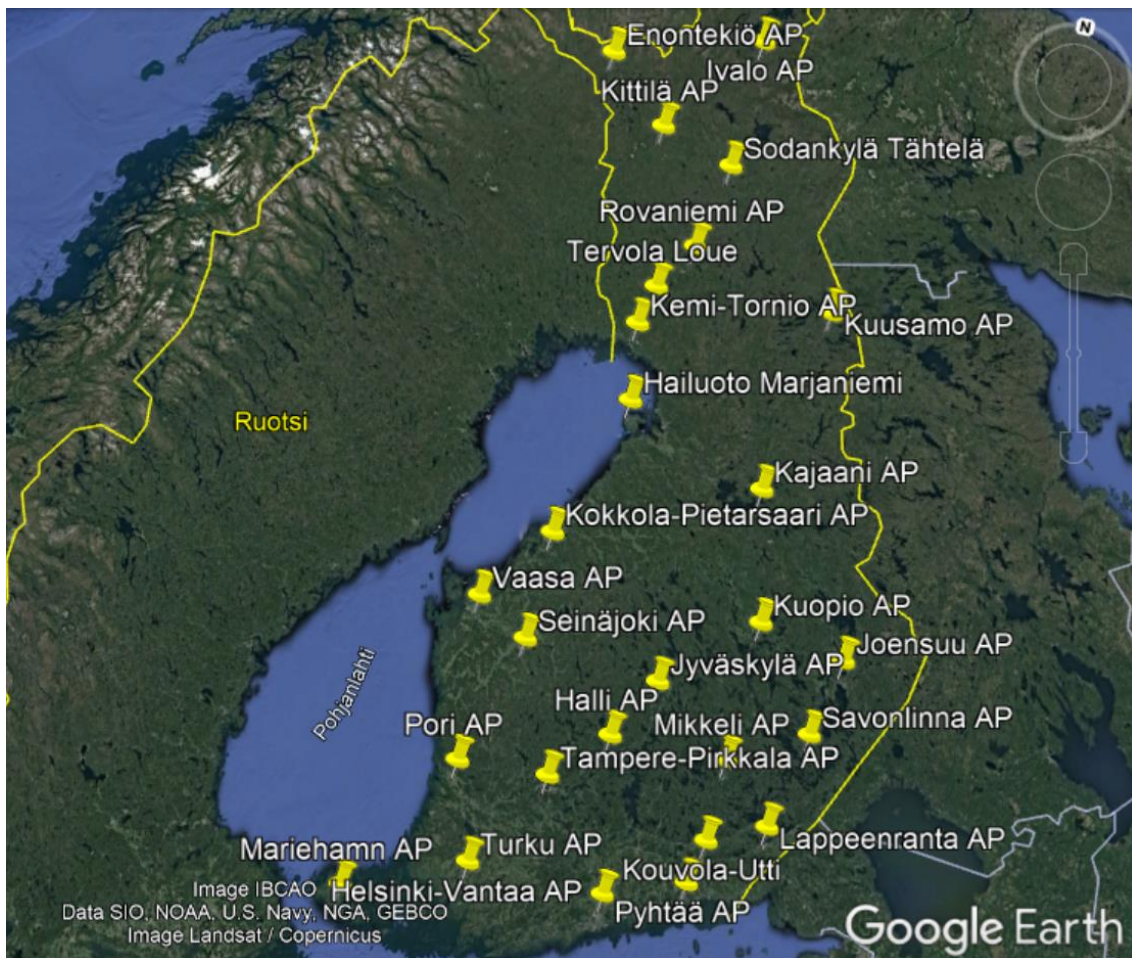 N
Enontekiö AP
Ivalo AP
Kittilä AP
Sodankylä Tähtelä
Rovaniemi AP
Tervola Loue
Kemi-Tornio AP
Kuusamo AP
Hailuoto Marjaniemi
Ruotsi
Kajaani AP
Kokkola-Pietarsaari AP
Vaasa AP
Kuopio AP
Seinäjoki AP
Joensuu AP
Jyväskylä AP
Pohjanlahti
Halli AP
Mikkeli AP
Savonlinna AP
Pori AP
Tampere-Pirkkala AP
Lappeenranta AP
Turku AP
Mariehamn AP
Kouvola-Utti
Helsinki-Vantaa AP
Pyhtää AP
Image IBCAO
Data SIO, NOAA, U.S. Navy, NGA, GEBCO
Image Landsat / Copernicus
Google Earth